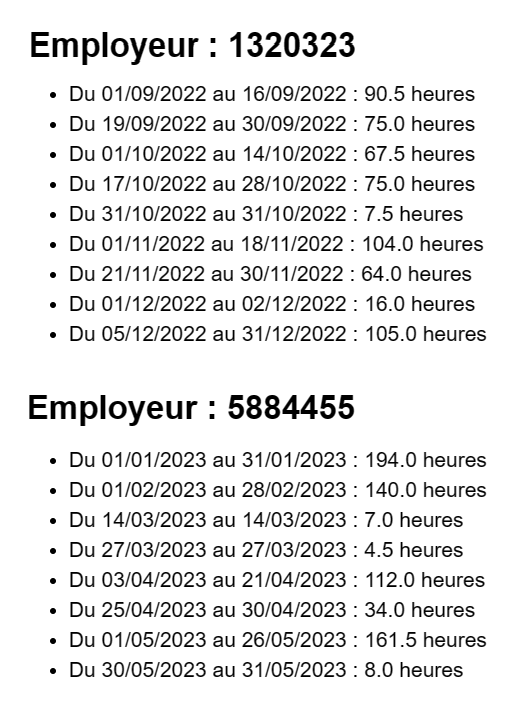 Employeur : 1320323
• Du 01/09/2022 au 16/09/2022 : 90.5 heures
• Du 19/09/2022 au 30/09/2022 : 75.0 heures
• Du 01/10/2022 au 14/10/2022 : 67.5 heures
• Du 17/10/2022 au 28/10/2022 : 75.0 heures
• Du 31/10/2022 au 31/10/2022 : 7.5 heures
• Du 01/11/2022 au 18/11/2022 : 104.0 heures
• Du 21/11/2022 au 30/11/2022 : 64.0 heures
• Du 01/12/2022 au 02/12/2022 : 16.0 heures
• Du 05/12/2022 au 31/12/2022 : 105.0 heures
Employeur : 5884455
• Du 01/01/2023 au 31/01/2023 : 194.0 heures
• Du 01/02/2023 au 28/02/2023 : 140.0 heures
• Du 14/03/2023 au 14/03/2023 : 7.0 heures
• Du 27/03/2023 au 27/03/2023 : 4.5 heures
• Du 03/04/2023 au 21/04/2023 : 112.0 heures
• Du 25/04/2023 au 30/04/2023 : 34.0 heures
• Du 01/05/2023 au 26/05/2023 : 161.5 heures
• Du 30/05/2023 au 31/05/2023 : 8.0 heures